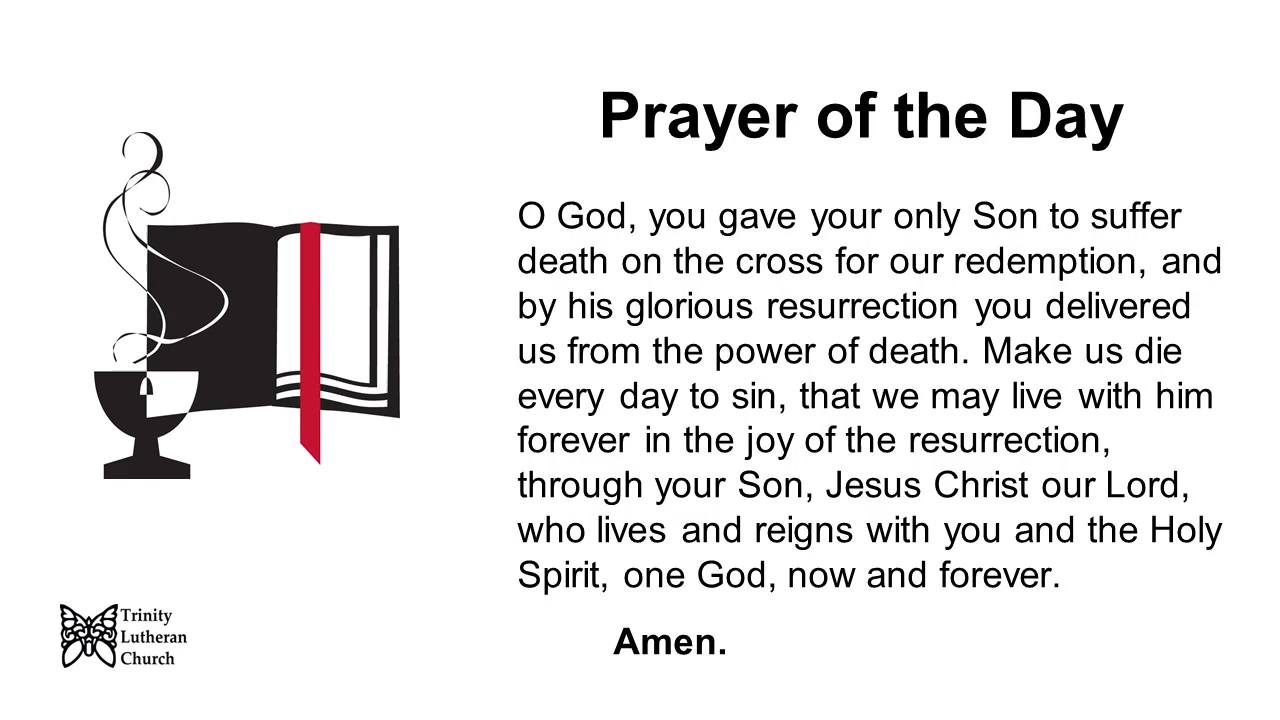 Prayer of the Day
O God, you gave your only Son to suffer
death on the cross for our redemption, and
by his glorious resurrection you delivered
us from the power of death. Make us die
every day to sin, that we may live with him
forever in the joy of the resurrection,
through your Son, Jesus Christ our Lord,
who lives and reigns with you and the Holy
Spirit, one God, now and forever.
Amen.
Trinity
Lutheran
Church